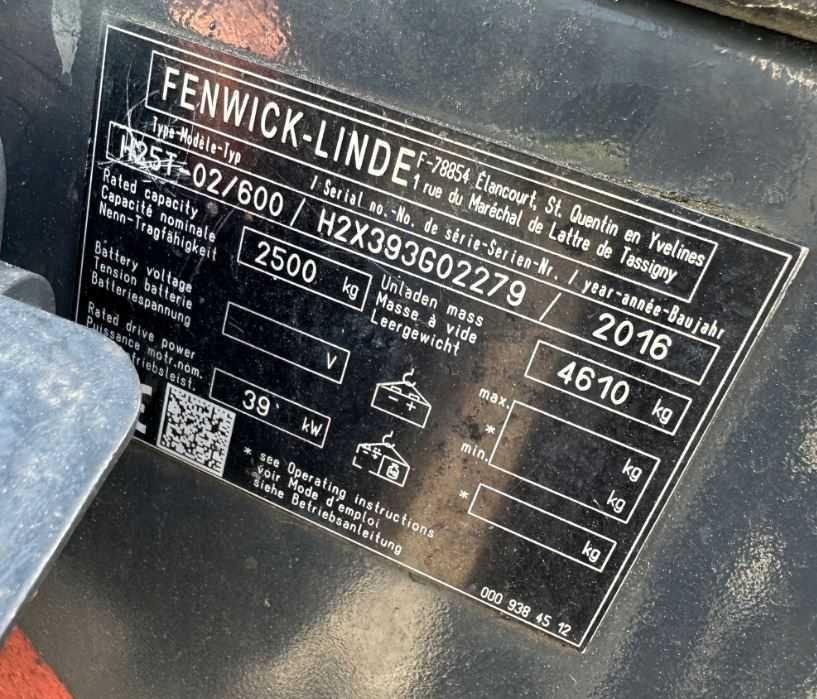 FENWICK-LINDE
F-78854 Élancourt, St. Quentin en Yvelines
1 rue du Maréchal de Lattre de Tassigny
Type-Modèle-Typ / Serial no.-No. de série-Serien-Nr. / year-année-Baujahr
H25T-02/600 / H2X393G02279 / 2016
Rated capacity
Capacité nominale
Nenn-Tragfähigkeit
2500 kg
Unladen mass
Masse à vide
Leergewicht
4610 kg
Battery voltage
Tension batterie
Batteriespannung
= V
max. kg
*
min. kg
Rated drive power
Puissance motr.nom.
39 kW
* kg
* see Operating instructions
voir Mode d'emploi
siehe Betriebsanleitung
000 938 45 12